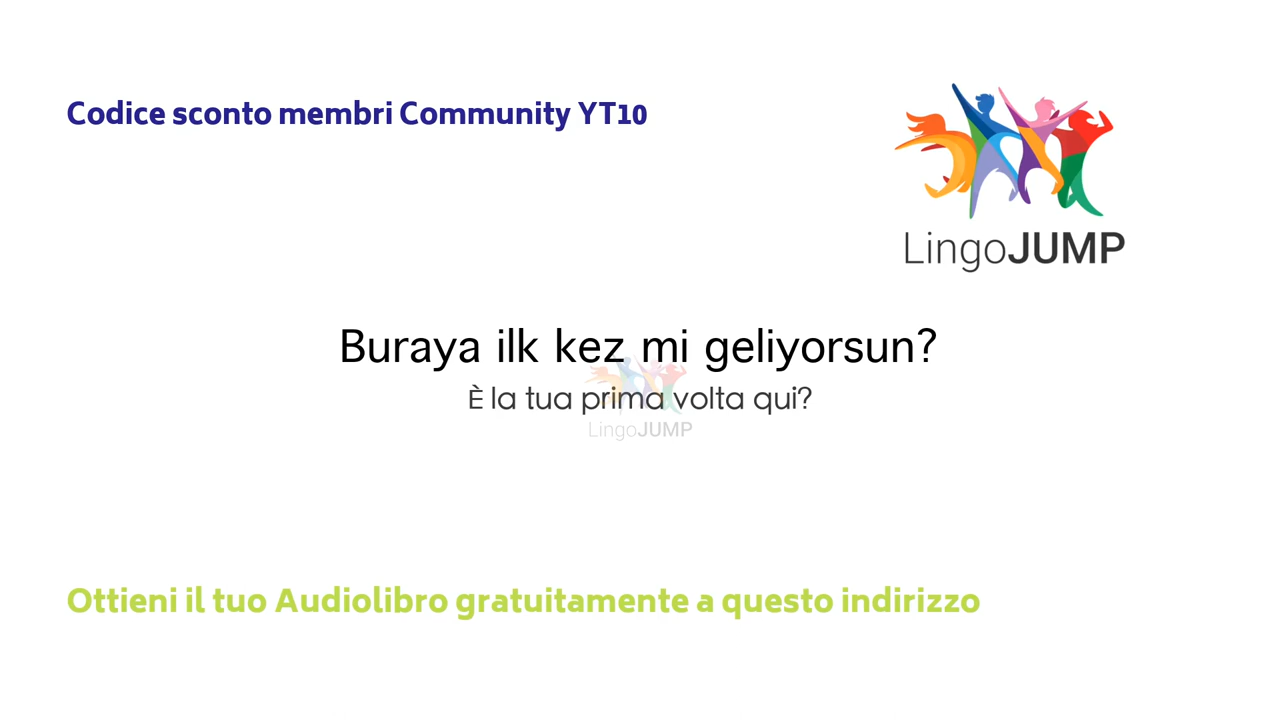 Codice sconto membri Community YT10
LingoJUMP
Buraya ilk kez mi geliyorsun?
È la tua prima volta qui?
LingoJUMP
Ottieni il tuo Audiolibro gratuitamente a questo indirizzo